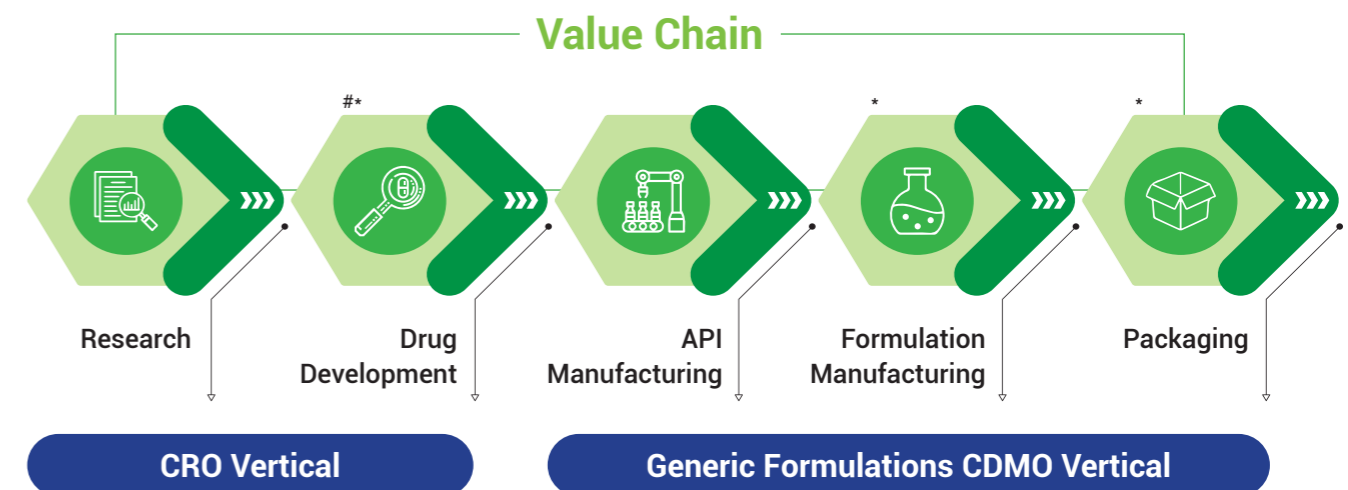 Value Chain
#*
*
*
Research
Drug
Development
API
Manufacturing
Formulation
Manufacturing
Packaging
CRO Vertical
Generic Formulations CDMO Vertical